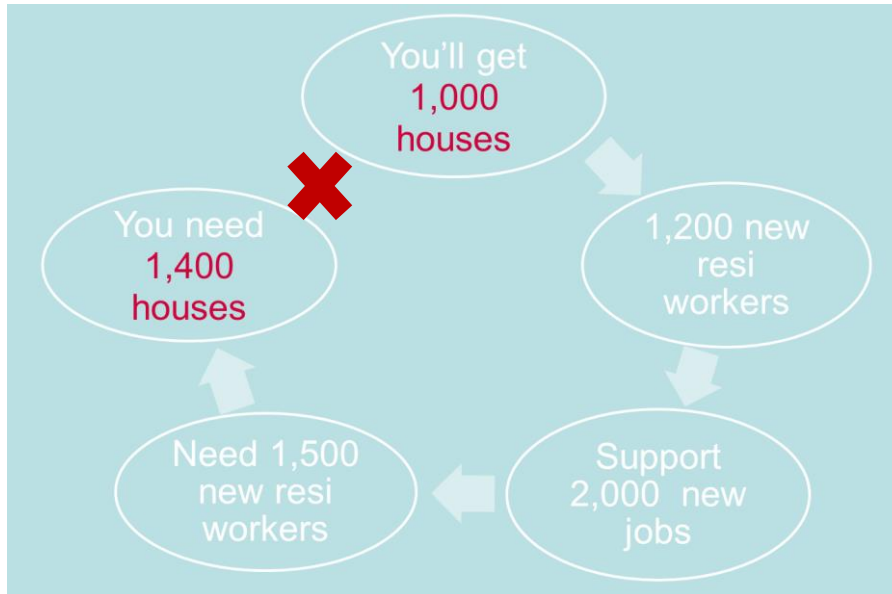 You'll get
1,000
houses
1,200 new
resi
workers
Support
2,000 new
jobs
Need 1,500
new resi
workers
You need
1,400
houses